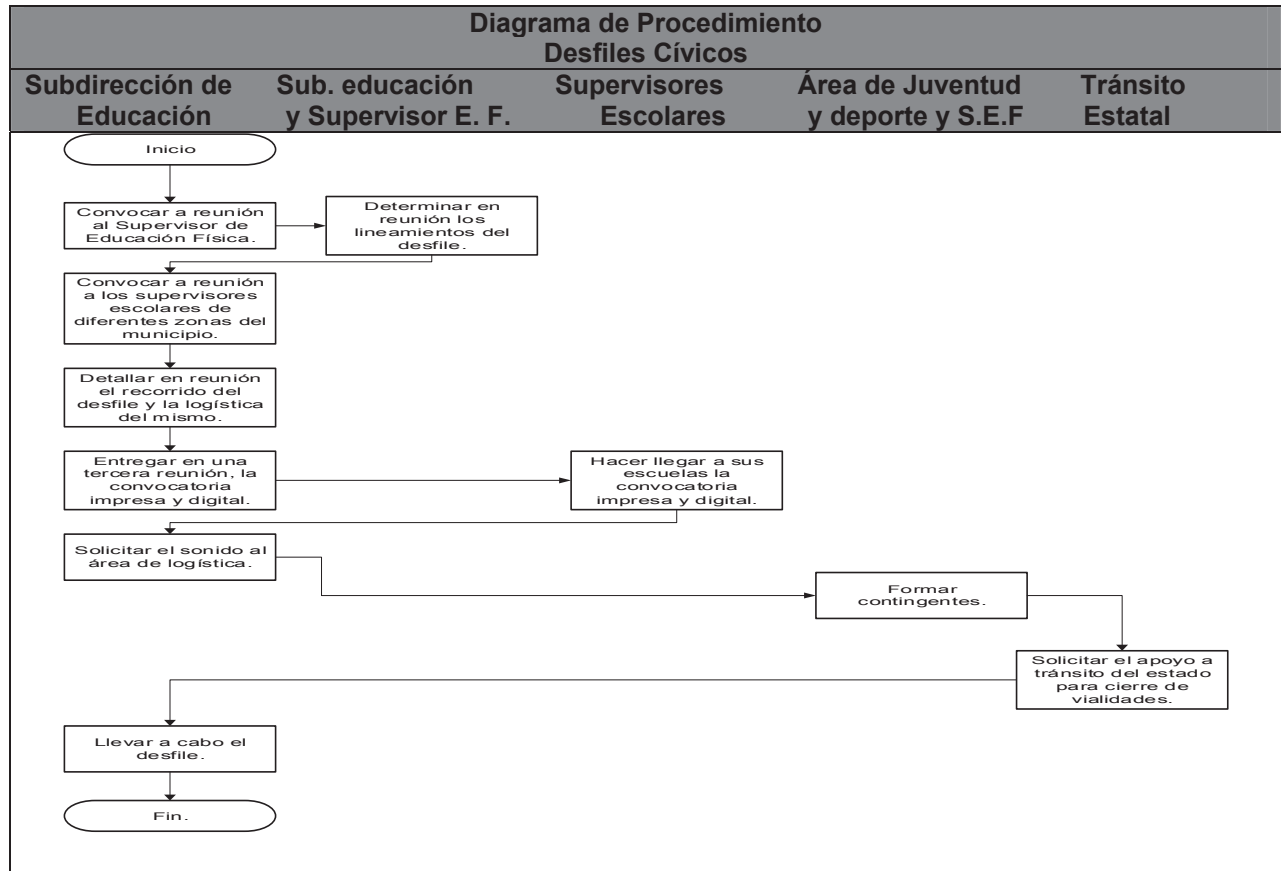 Diagrama de Procedimiento
Desfiles Cívicos
Subdirección de
Educación
Sub. educación
y Supervisor E. F.
Supervisores
Escolares
Área de Juventud
y deporte y S.E.F
Tránsito
Estatal
Inicio
Convocar a reunión
al Supervisor de
Educación Física.
Determinar en
reunión los
lineamientos del
desfile.
Convocar a reunión
a los supervisores
escolares de
diferentes zonas del
municipio.
Detallar en reunión
el recorrido del
desfile y la logística
del mismo.
Entregar en una
tercera reunión, la
convocatoria
impresa y digital.
Hacer llegar a sus
escuelas la
convocatoria
impresa y digital.
Solicitar el sonido al
área de logística.
Formar
contingentes.
Solicitar el apoyo a
tránsito del estado
para cierre de
vialidades.
Llevar a cabo el
desfile.
Fin.